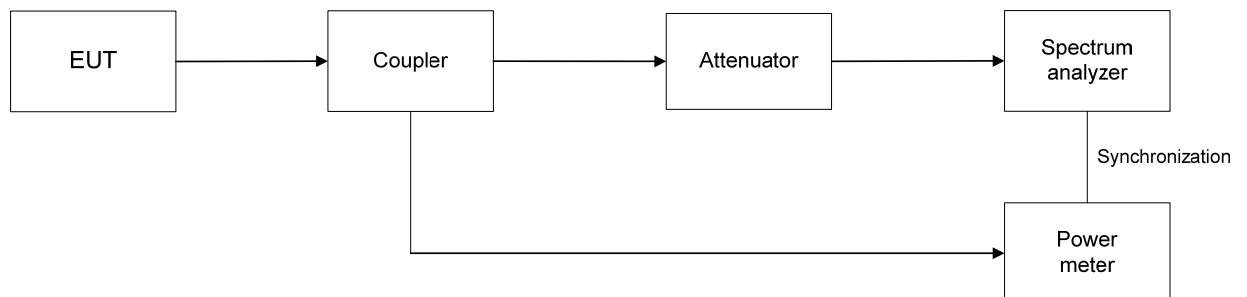 EUT
Coupler
Attenuator
Spectrum
analyzer
Synchronization
Power
meter